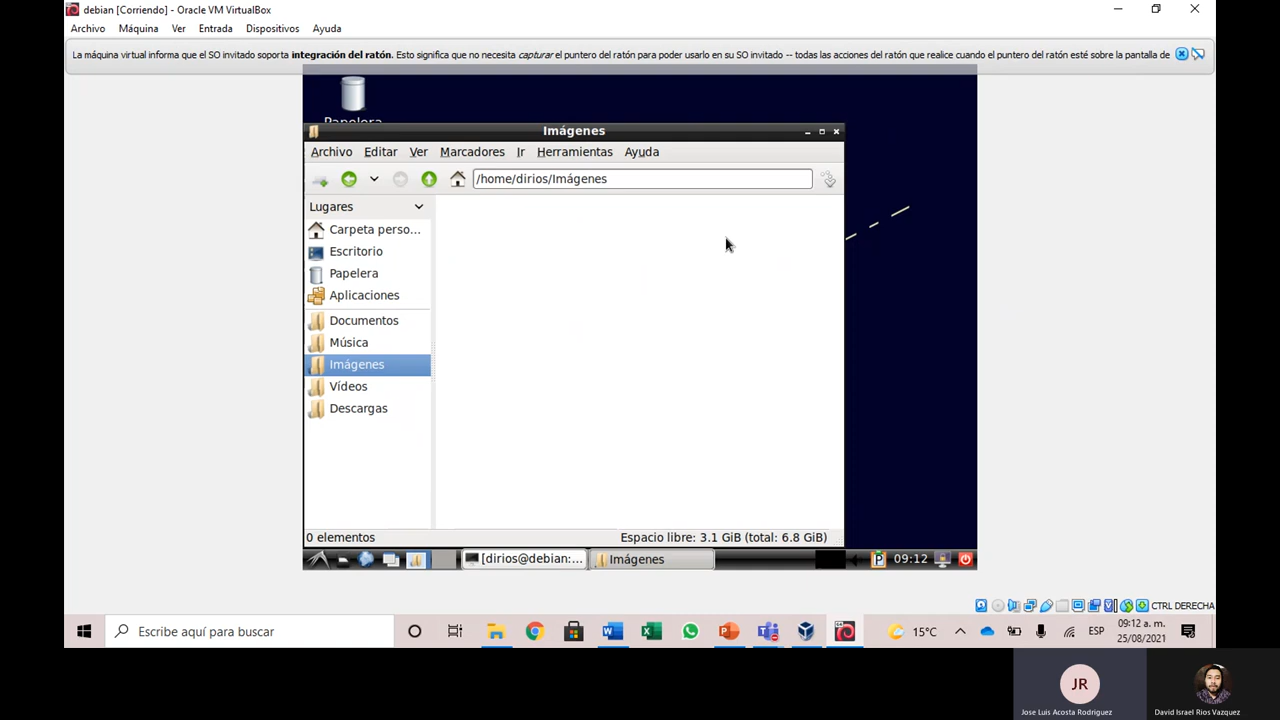 debian [Corriendo] - Oracle VM VirtualBox
Archivo Máquina Ver Entrada Dispositivos Ayuda
La máquina virtual informa que el SO invitado soporta integración del ratón. Esto significa que no necesita capturar el puntero del ratón para poder usarlo en su SO invitado -- todas las acciones del ratón que realice cuando el puntero del ratón esté sobre la pantalla de
Papelera
Imágenes
Archivo Editar Ver Marcadores Ir Herramientas Ayuda
/home/dirios/Imágenes
Lugares
Carpeta perso...
Escritorio
Papelera
Aplicaciones
Documentos
Música
Imágenes
Vídeos
Descargas
0 elementos Espacio libre: 3.1 GiB (total: 6.8 GiB)
[dirios@debian:... Imágenes 09:12
CTRL DERECHA
Escribe aquí para buscar
15°C
ESP
09:12 a. m.
25/08/2021
JR
Jose Luis Acosta Rodriguez
David Israel Rios Vazquez